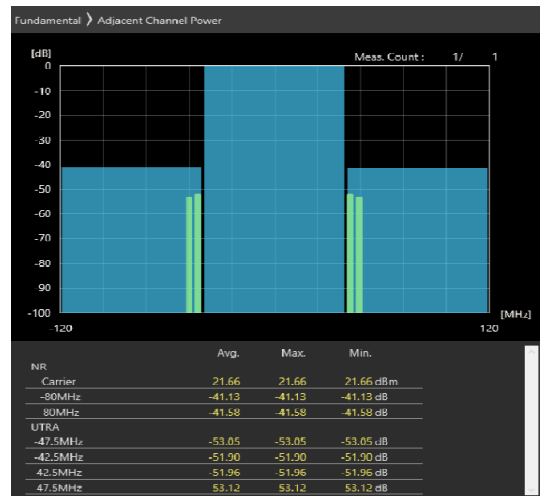 Fundamental ❯ Adjacent Channel Power
[dB]
Meas. Count : 1/ 1
0
-10
-20
-30
-40
-50
-60
-70
-80
90
-100
[MHz]
-120 120
Avg. Max. Min.
NR
Carrier 21.66 21.66 21.66 dBm
-80MHz -41.13 -41.13 -41.13 dB
80MHz -41.58 -41.58 -41.58 dB
UTRA
-47.5MHz -53.05 -53.05 -53.05 dB
-42.5MHz -51.90 -51.90 -51.90 dB
42.5MHz -51.96 -51.96 -51.96 dB
47.5MHz 53.12 53.12 53.12 dB